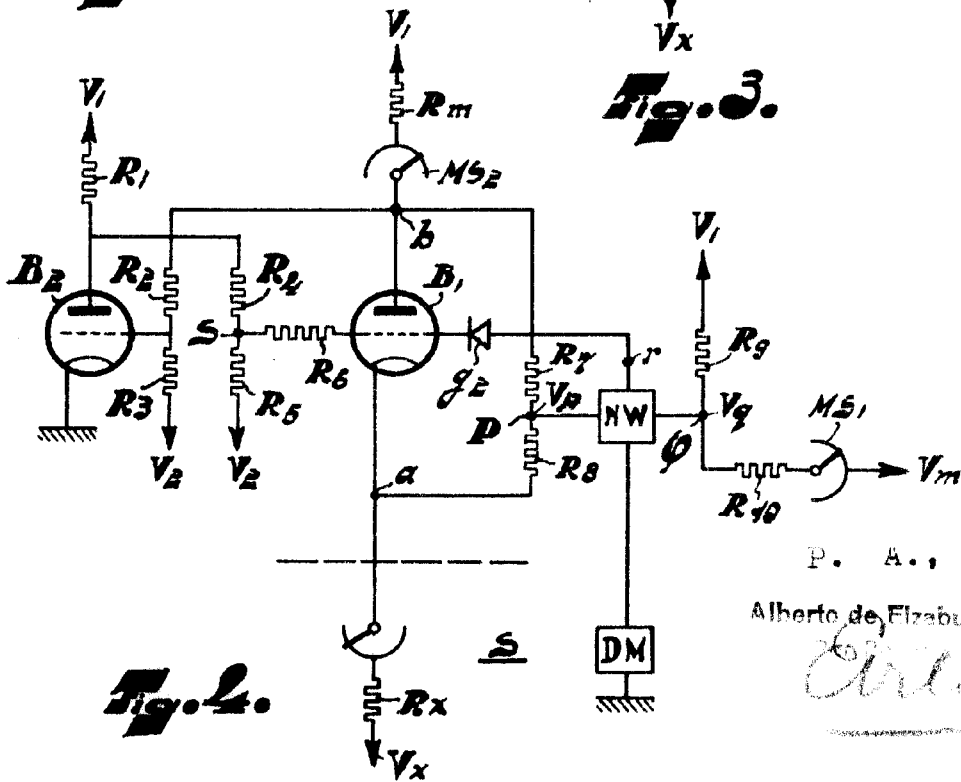 Vx
Fig. 3.
V1
Rm
MS2
V1
R1
b
V1
B2
R2
R4
B1
S
R6
g2
R7
r
R9
R3
R5
P
Vp
NW
Vq
MS1
V2
V2
R8
φ
a
R10
Vm
P. A.,
Alberto de
S
DM
Fig. 4.
Rx
Vx